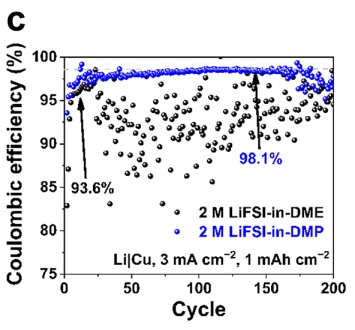 c
Coulombic efficiency (%)
100
95
90
85
80
75
93.6%
98.1%
2 M LiFSI-in-DME
2 M LiFSI-in-DMP
Li|Cu, 3 mA cm⁻², 1 mAh cm⁻²
0
50
100
150
200
Cycle